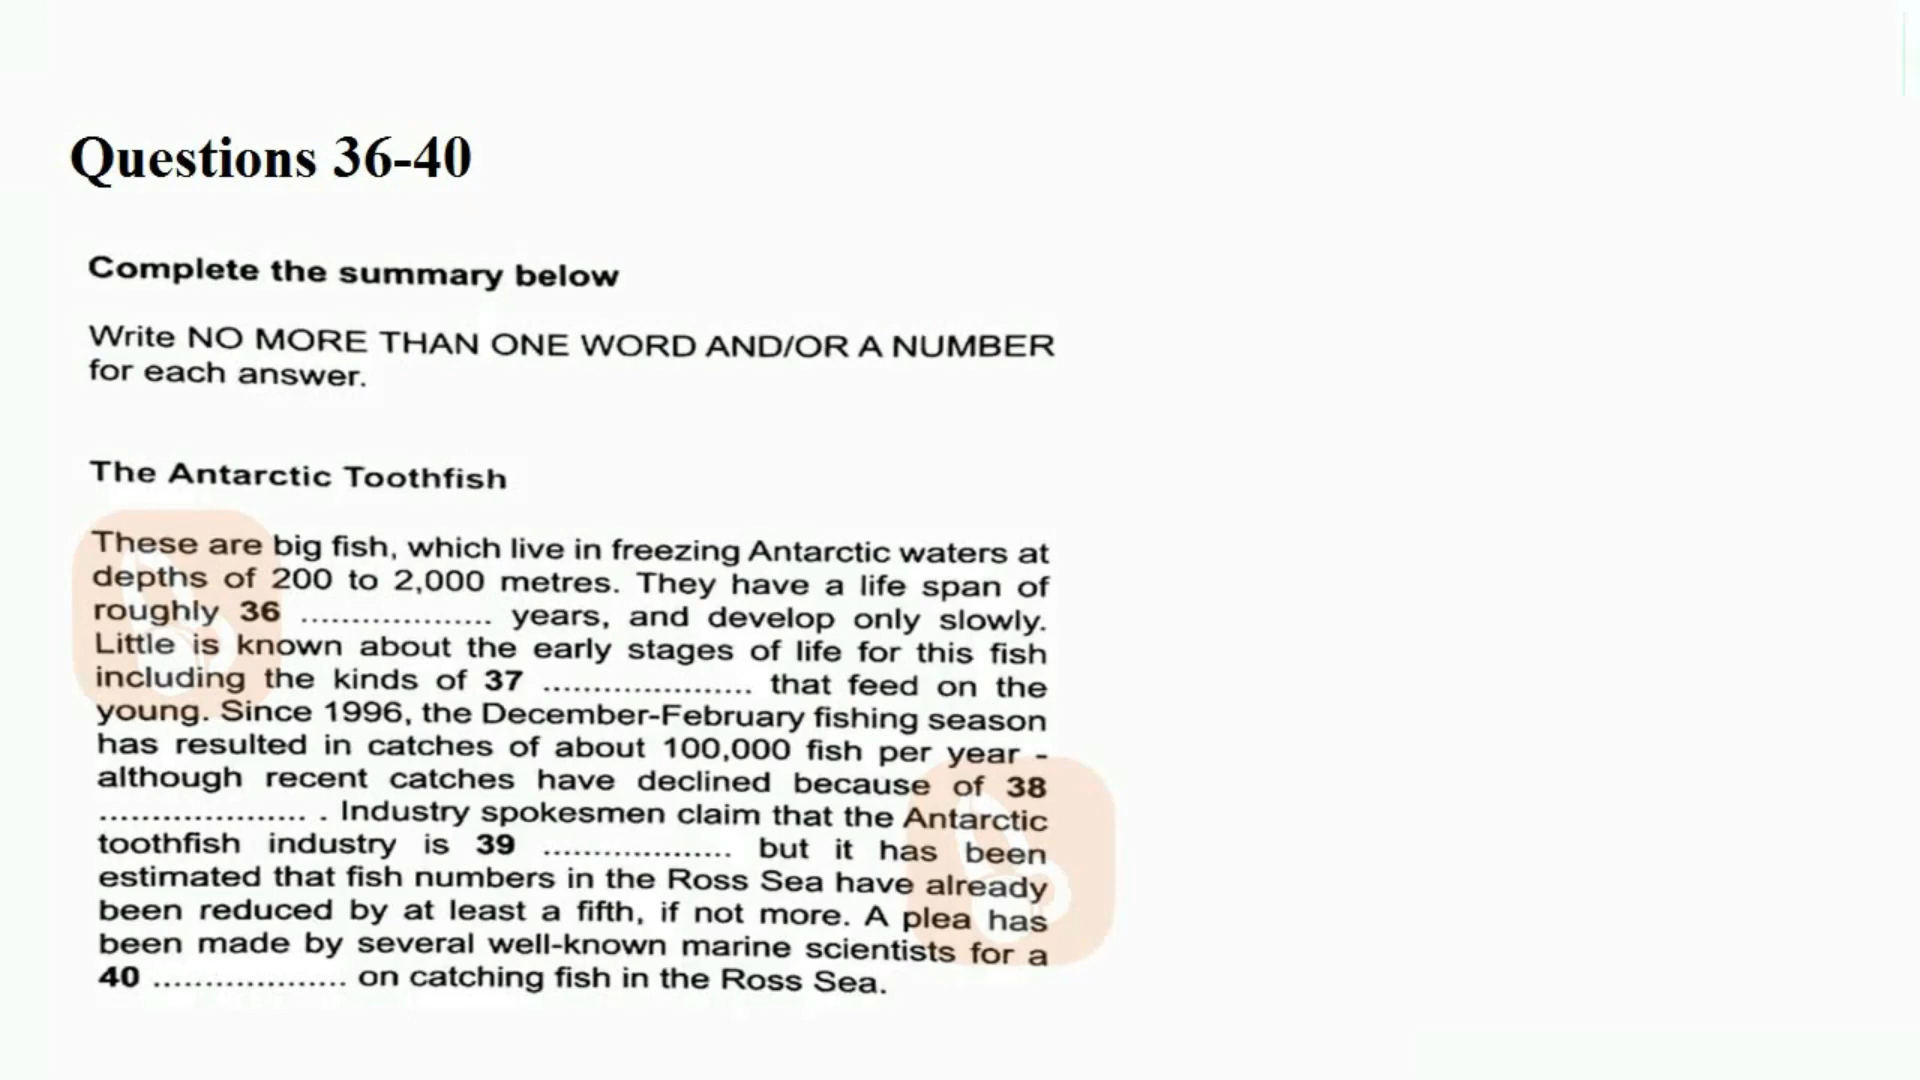 Questions 36-40
Complete the summary below
Write NO MORE THAN ONE WORD AND/OR A NUMBER
for each answer.
The Antarctic Toothfish
These are big fish, which live in freezing Antarctic waters at
depths of 200 to 2,000 metres. They have a life span of
roughly 36 ................... years, and develop only slowly.
Little is known about the early stages of life for this fish
including the kinds of 37 ..................... that feed on the
young. Since 1996, the December-February fishing season
has resulted in catches of about 100,000 fish per year -
although recent catches have declined because of 38
..................... . Industry spokesmen claim that the Antarctic
toothfish industry is 39 ................... but it has been
estimated that fish numbers in the Ross Sea have already
been reduced by at least a fifth, if not more. A plea has
been made by several well-known marine scientists for a
40 ................... on catching fish in the Ross Sea.